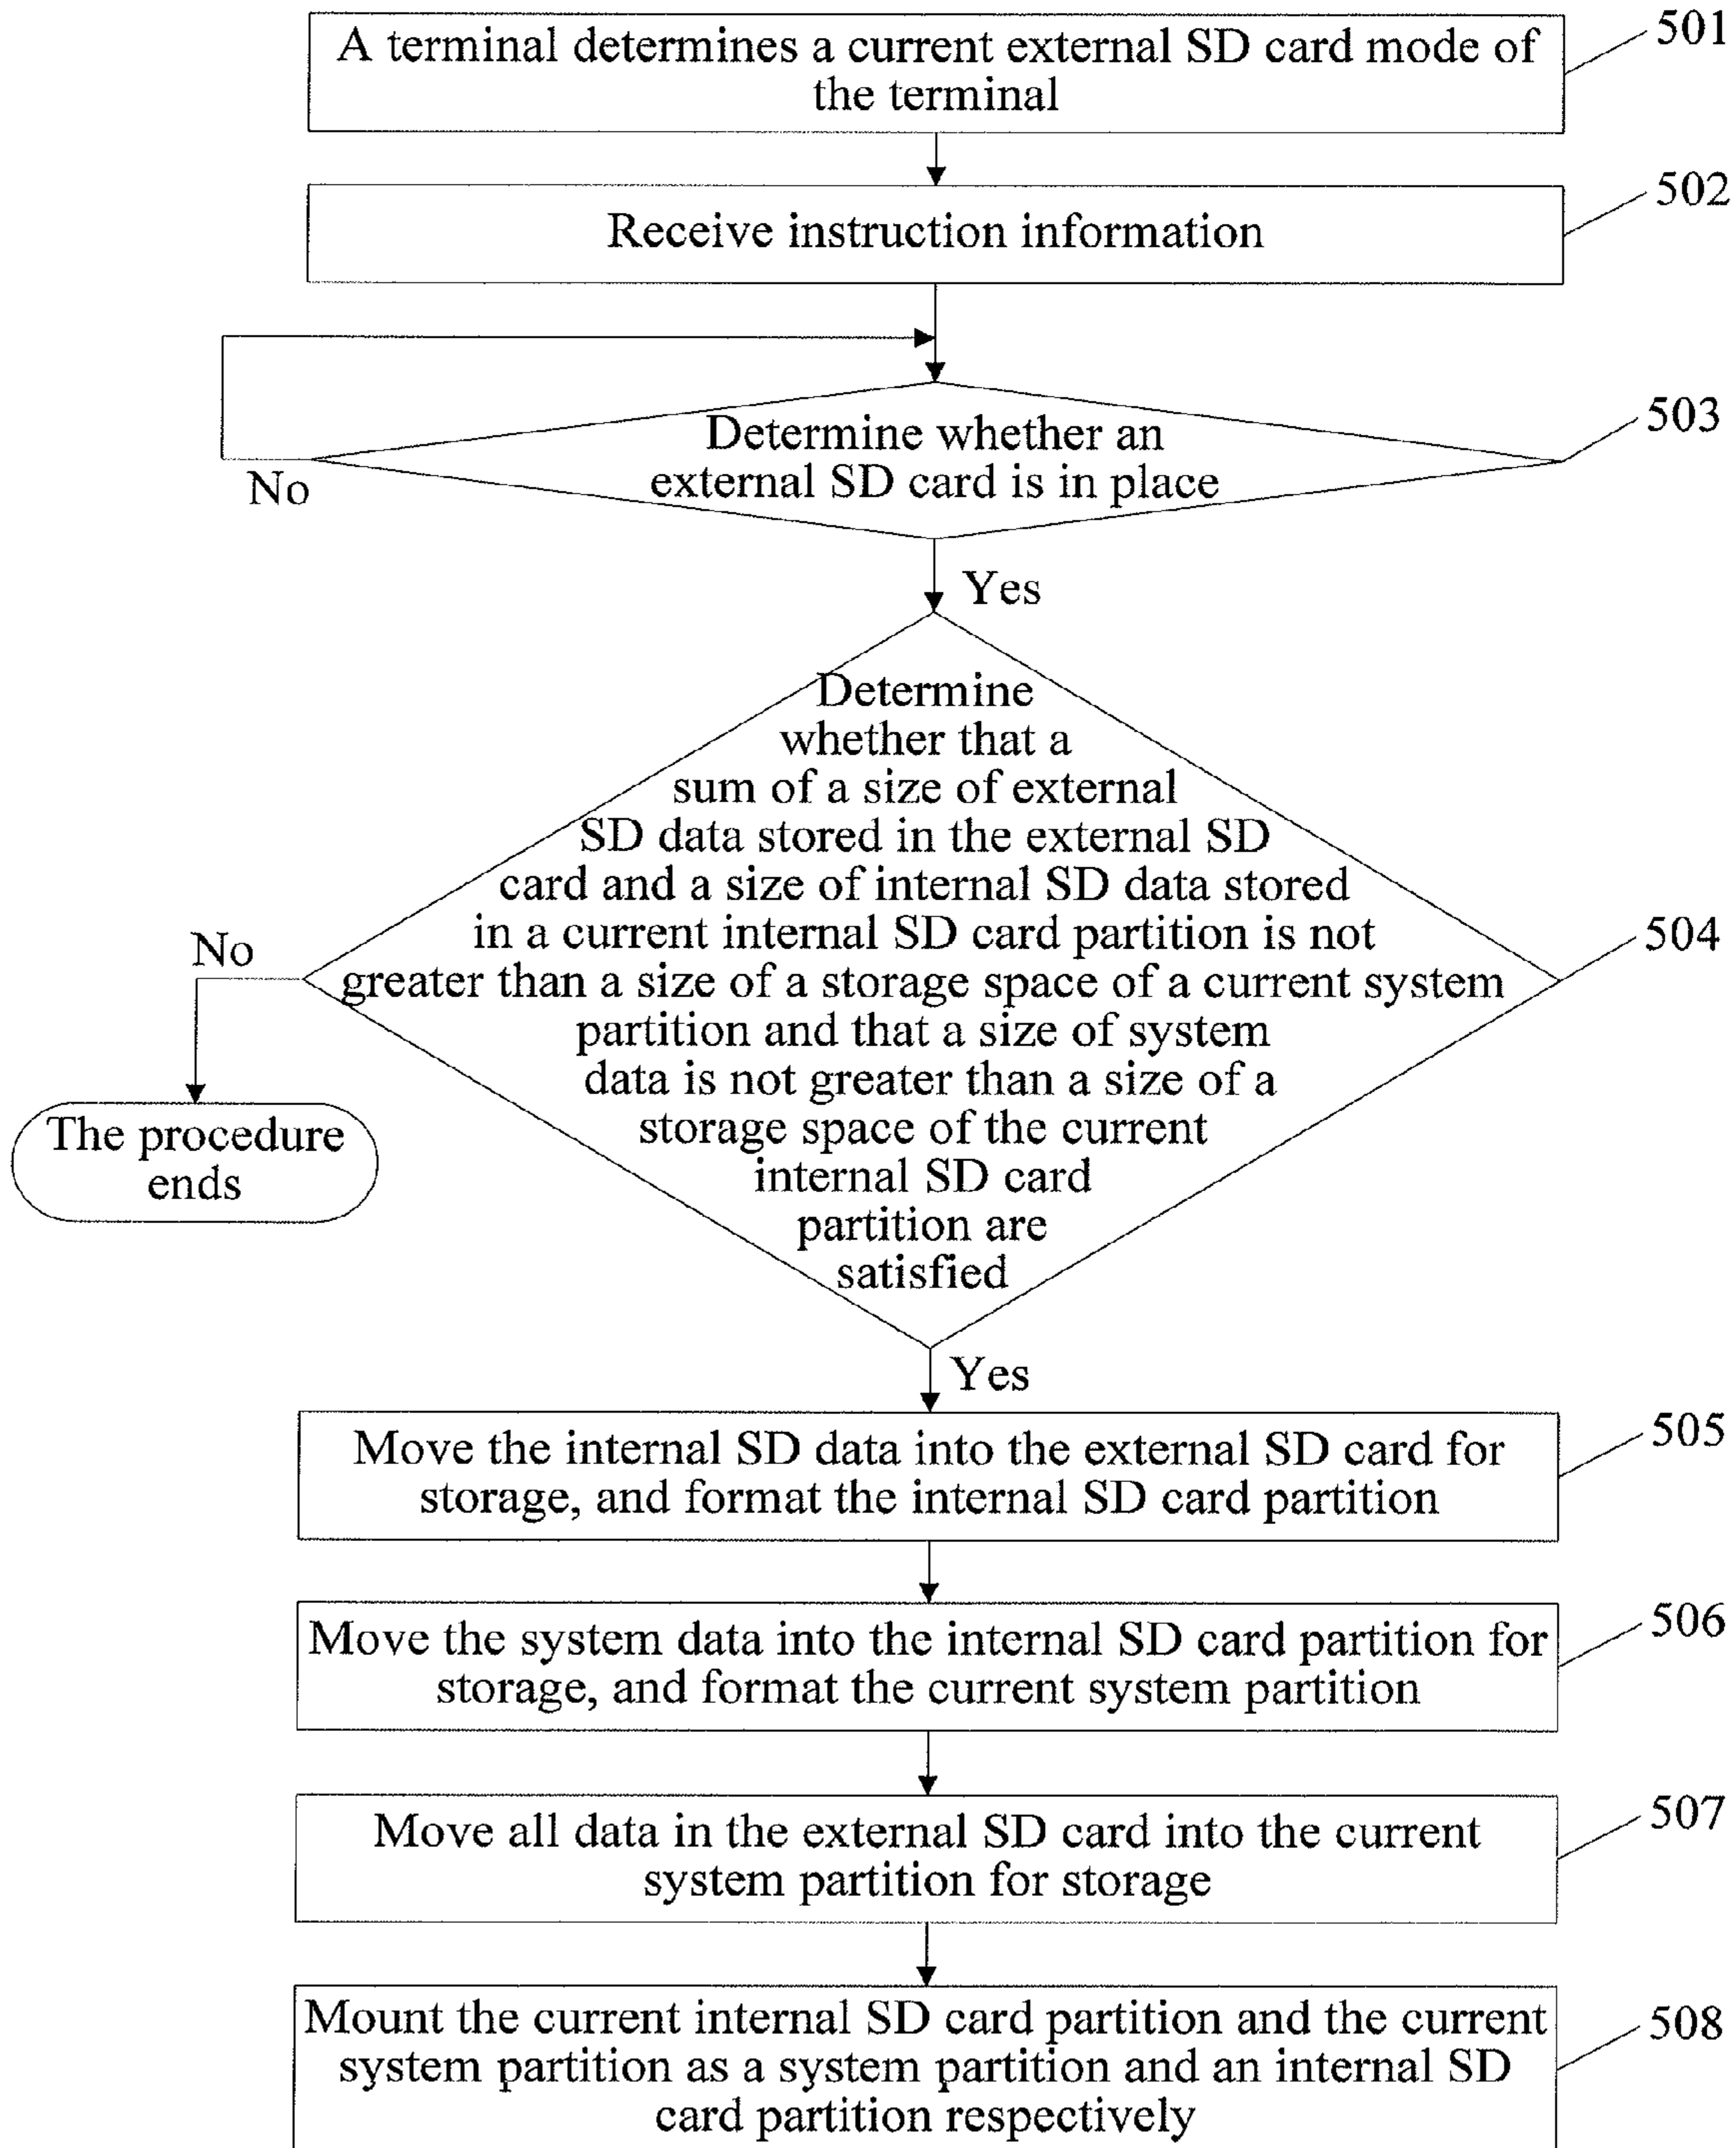 A terminal determines a current external SD card mode of
the terminal
501
Receive instruction information
502
Determine whether an
external SD card is in place
503
No
Yes
Determine
whether that a
sum of a size of external
SD data stored in the external SD
card and a size of internal SD data stored
in a current internal SD card partition is not
greater than a size of a storage space of a current system
partition and that a size of system
data is not greater than a size of a
storage space of the current
internal SD card
partition are
satisfied
504
No
The procedure
ends
Yes
Move the internal SD data into the external SD card for
storage, and format the internal SD card partition
505
Move the system data into the internal SD card partition for
storage, and format the current system partition
506
Move all data in the external SD card into the current
system partition for storage
507
Mount the current internal SD card partition and the current
system partition as a system partition and an internal SD
card partition respectively
508